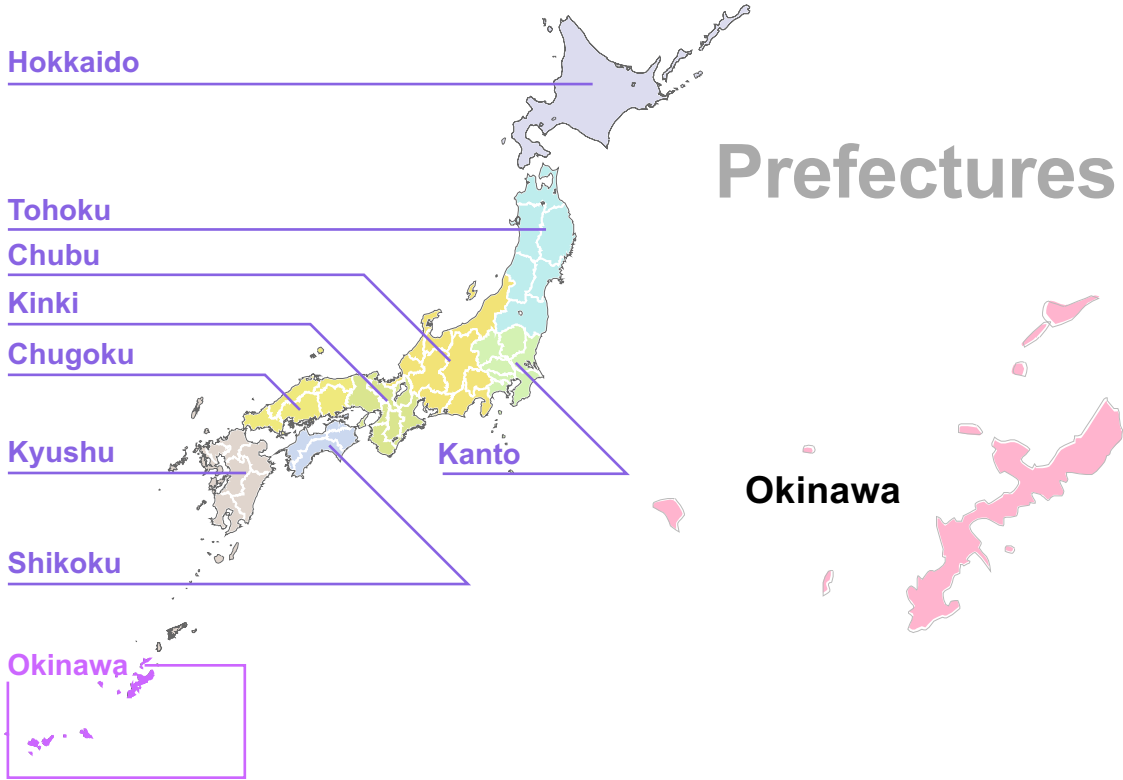 Hokkaido
Prefectures
Tohoku
Chubu
Kinki
Chugoku
Kyushu
Kanto
Okinawa
Shikoku
Okinawa